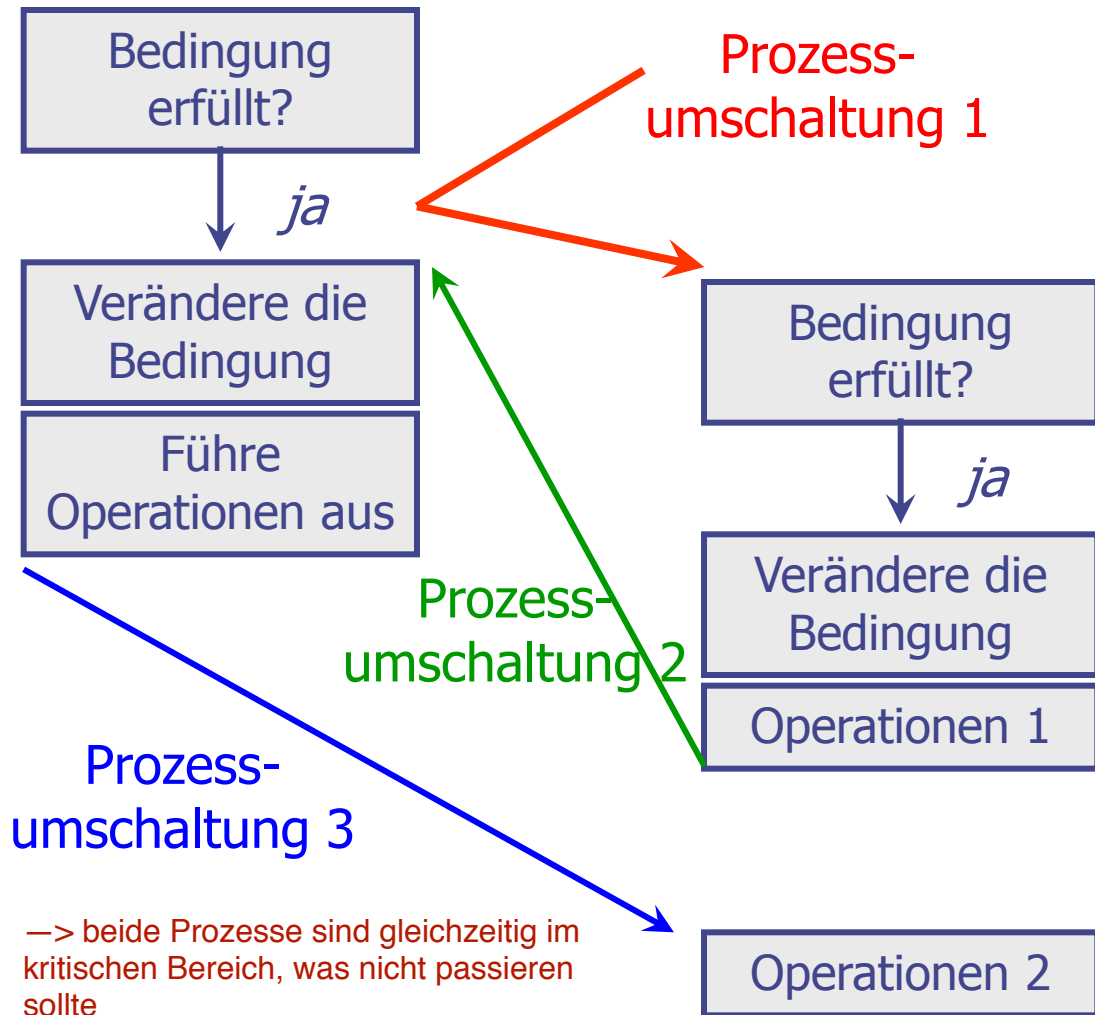 Bedingung
erfüllt?
ja
Verändere die
Bedingung
Führe
Operationen aus
Prozess-
umschaltung 1
Bedingung
erfüllt?
ja
Verändere die
Bedingung
Operationen 1
Prozess-
umschaltung 2
Prozess-
umschaltung 3
—> beide Prozesse sind gleichzeitig im
kritischen Bereich, was nicht passieren
sollte
Operationen 2